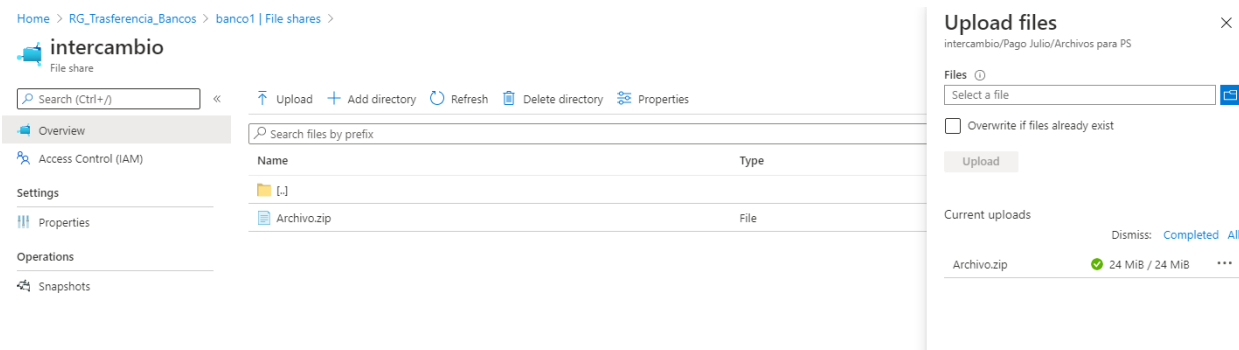 Home > RG_Trasferencia_Bancos > banco1 | File shares >
intercambio
File share
Search (Ctrl+/)
«
Overview
Access Control (IAM)
Settings
Properties
Operations
Snapshots
Upload
Add directory
Refresh
Delete directory
Properties
Search files by prefix
Name Type
[..]
Archivo.zip File
Upload files
intercambio/Pago Julio/Archivos para PS
Files
Select a file
Overwrite if files already exist
Upload
Current uploads
Dismiss: Completed All
Archivo.zip 24 MiB / 24 MiB ...